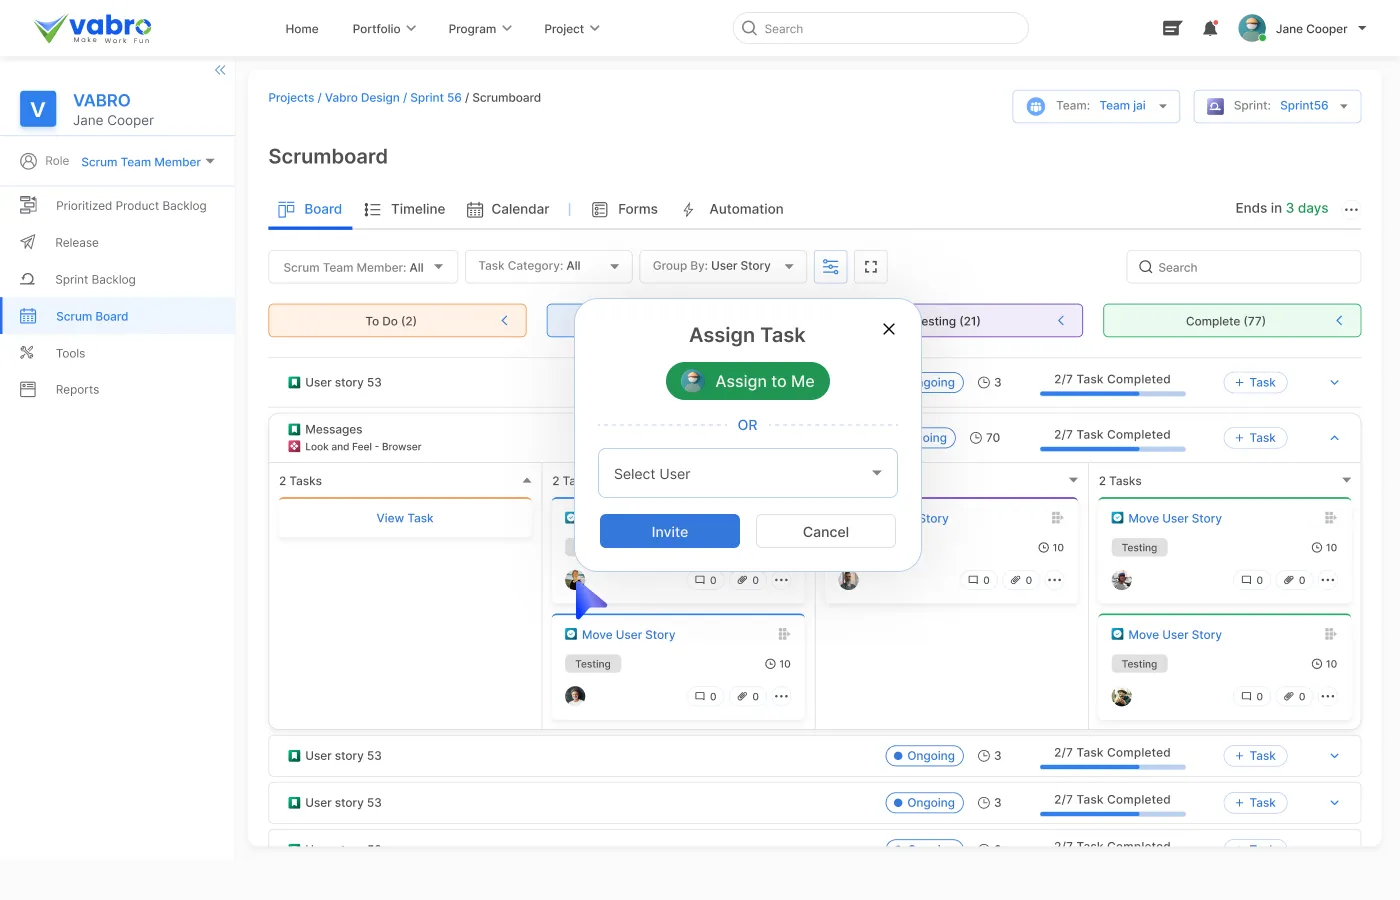 vabro
Make Work Fun
Home
Portfolio
Program
Project
Search
Jane Cooper
V
VABRO
Jane Cooper
Role Scrum Team Member
Prioritized Product Backlog
Release
Sprint Backlog
Scrum Board
Tools
Reports
Projects / Vabro Design / Sprint 56 / Scrumboard
Team: Team jai
Sprint: Sprint56
Scrumboard
Board
Timeline
Calendar
Forms
Automation
Ends in 3 days
Scrum Team Member: All
Task Category: All
Group By: User Story
Search
To Do (2)
esting (21)
Complete (77)
Assign Task
Assign to Me
OR
Select User
Invite
Cancel
User story 53
going
3
2/7 Task Completed
+ Task
Messages
Look and Feel - Browser
oing
70
2/7 Task Completed
+ Task
2 Tasks
View Task
2 Ta
0
0
Move User Story
Testing
10
0
0
Story
10
0
0
2 Tasks
Move User Story
Testing
10
0
0
Move User Story
Testing
10
0
0
User story 53
Ongoing
3
2/7 Task Completed
+ Task
User story 53
Ongoing
3
2/7 Task Completed
+ Task
2/7 Task Completed